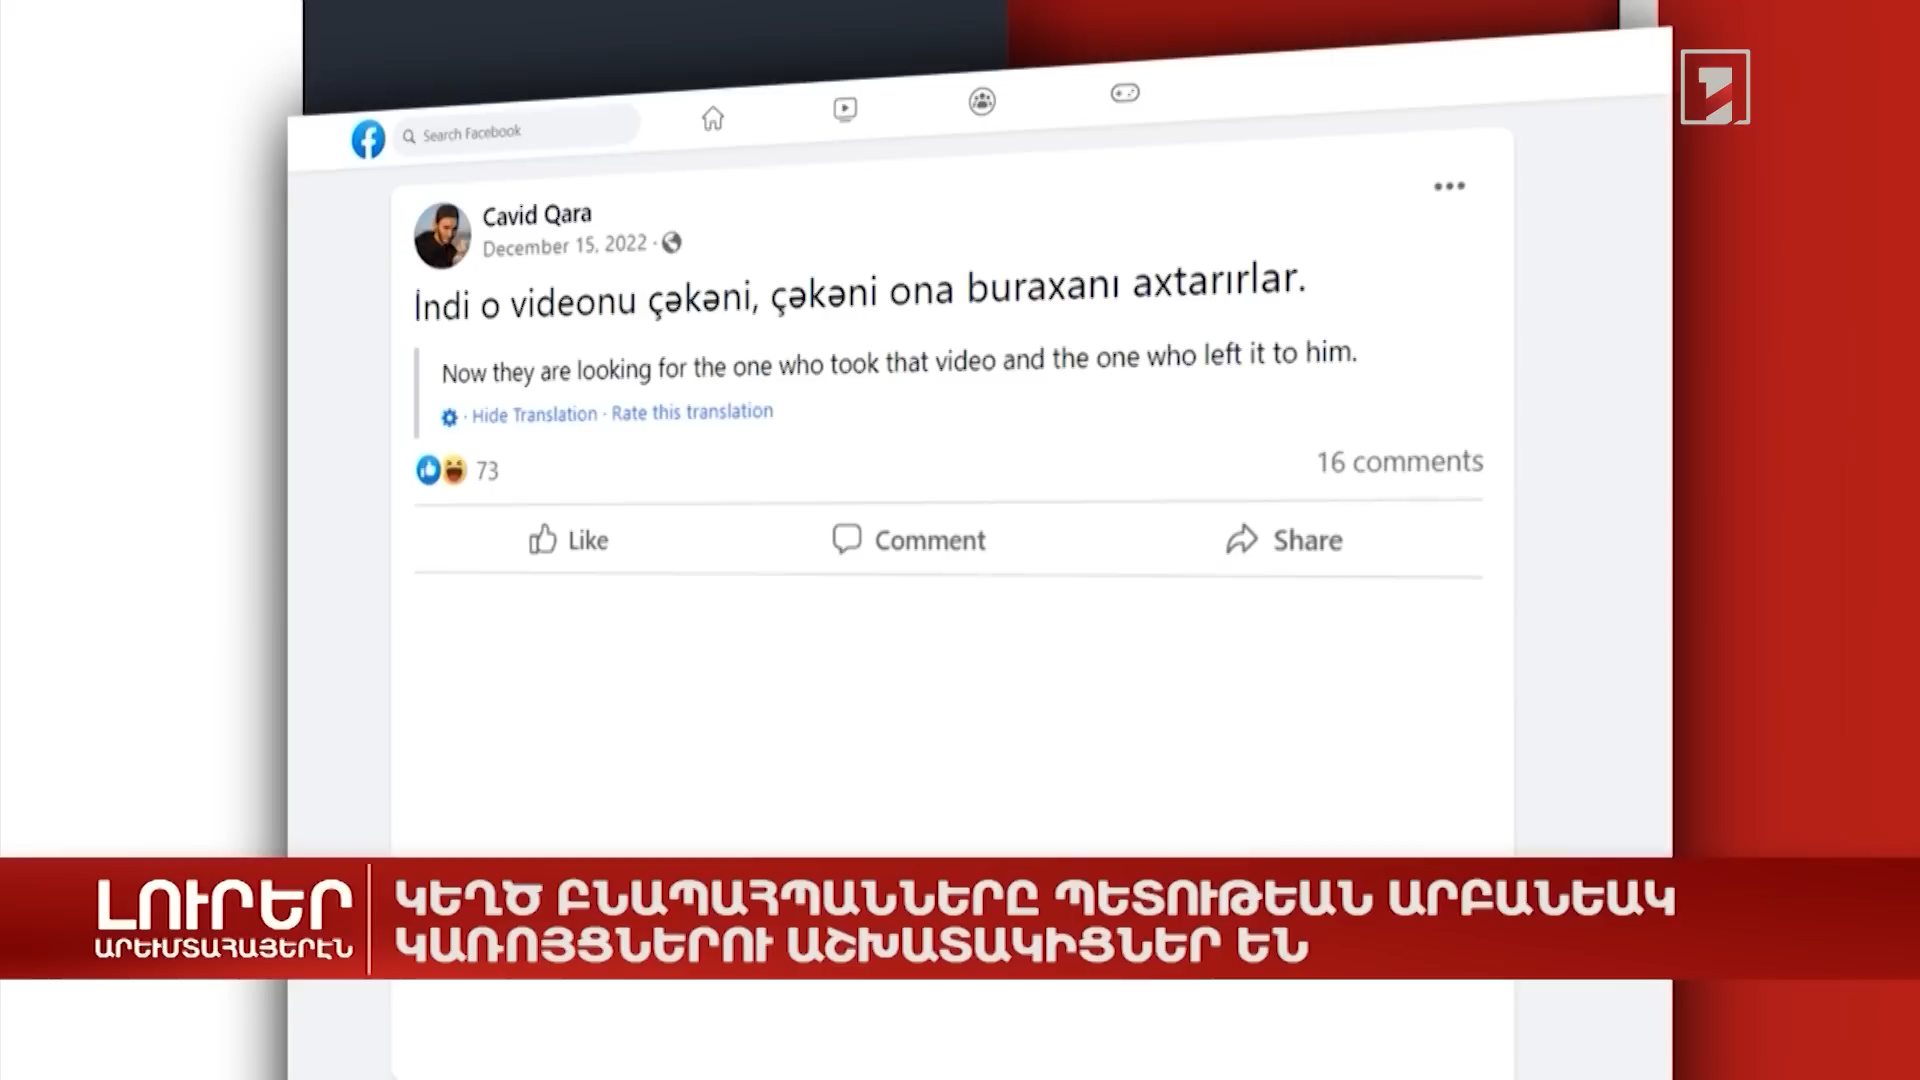 Search Facebook
Cavid Qara
December 15, 2022
İndi o videonu çəkəni, çəkəni ona buraxanı axtarırlar.
Now they are looking for the one who took that video and the one who left it to him.
· Hide Translation · Rate this translation
73
16 comments
Like
Comment
Share
ԼՈՒՐԵՐ
ԱՐԵՒՄՏԱՀԱՅԵՐԷՆ
ԿԵՂԾ ԲՆԱՊԱՀՊԱՆՆԵՐԸ ՊԵՏՈՒԹԵԱՆ ԱՐԲԱՆԵԱԿ
ԿԱՌՈՅՑՆԵՐՈՒ ԱՇԽԱՏԱԿԻՑՆԵՐ ԵՆ